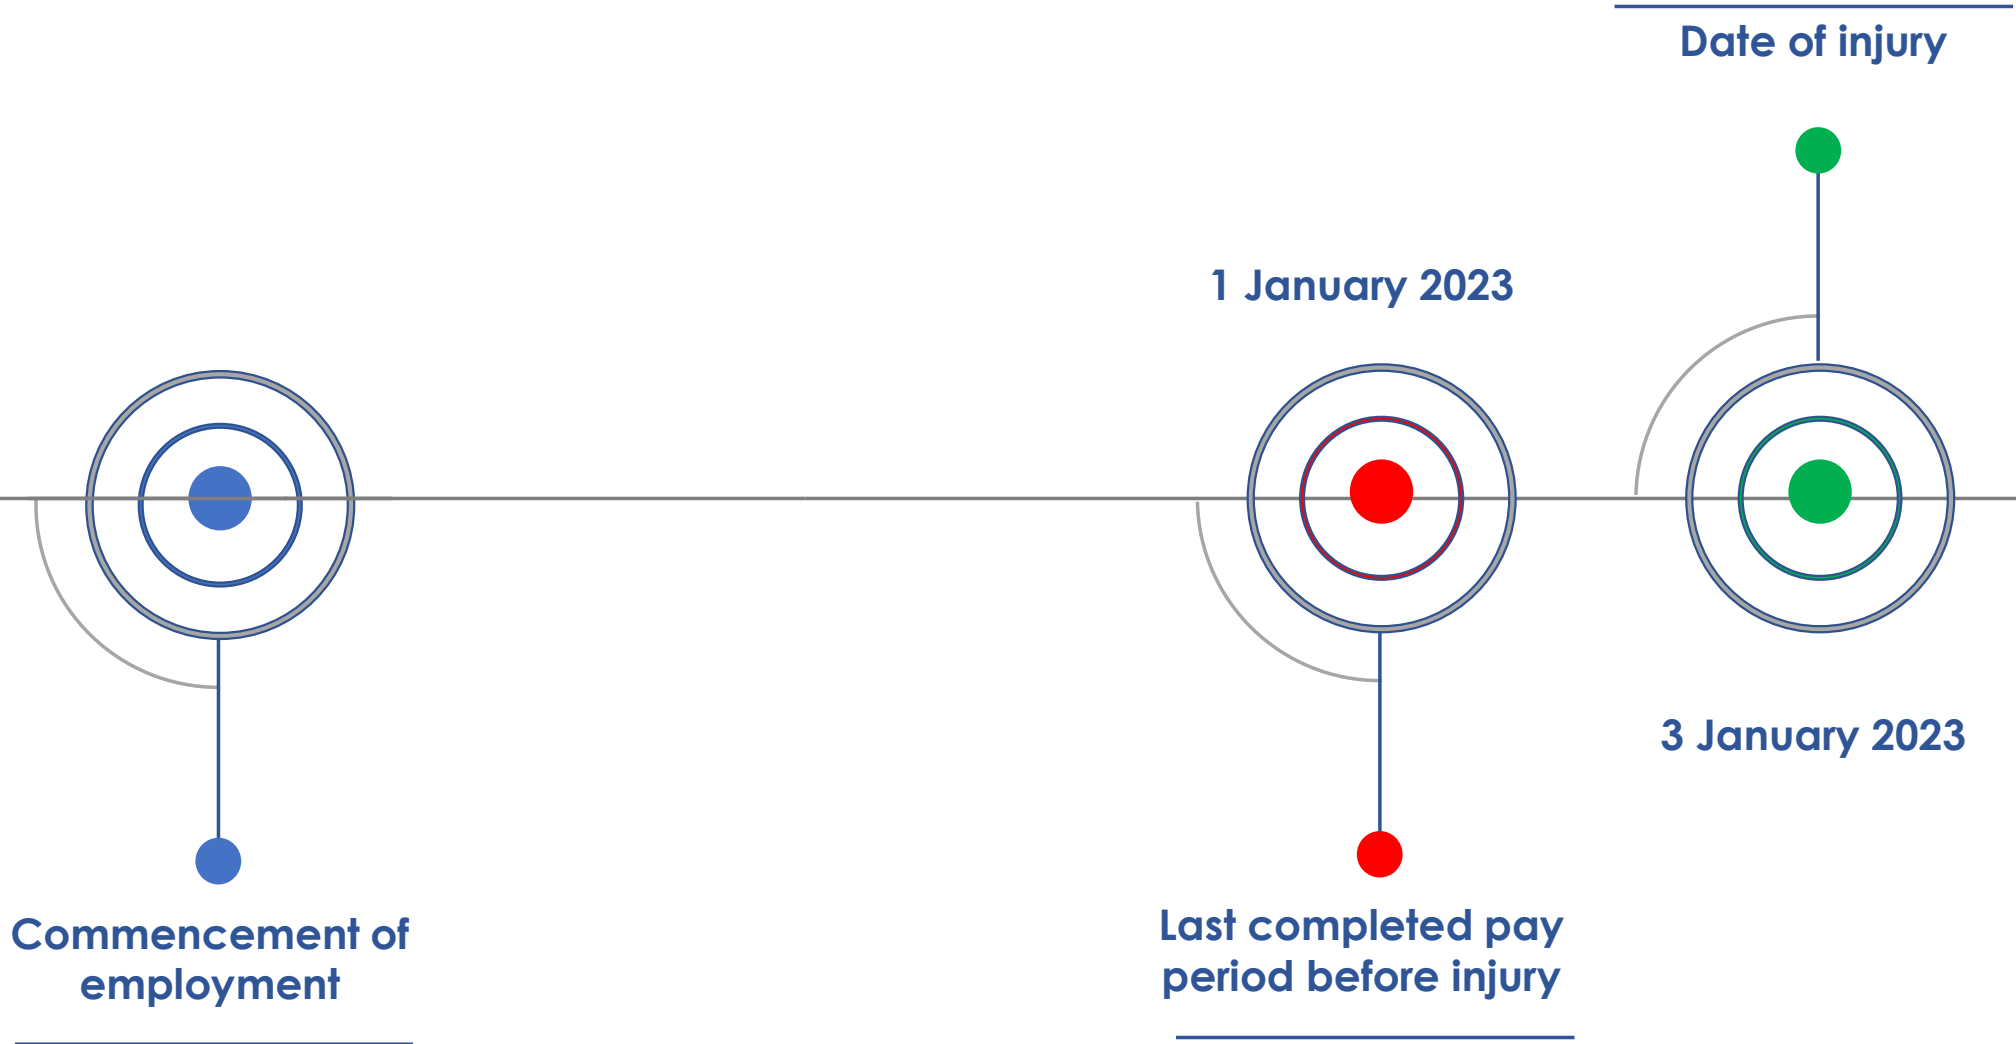 Date of injury
1 January 2023
3 January 2023
Commencement of
employment
Last completed pay
period before injury